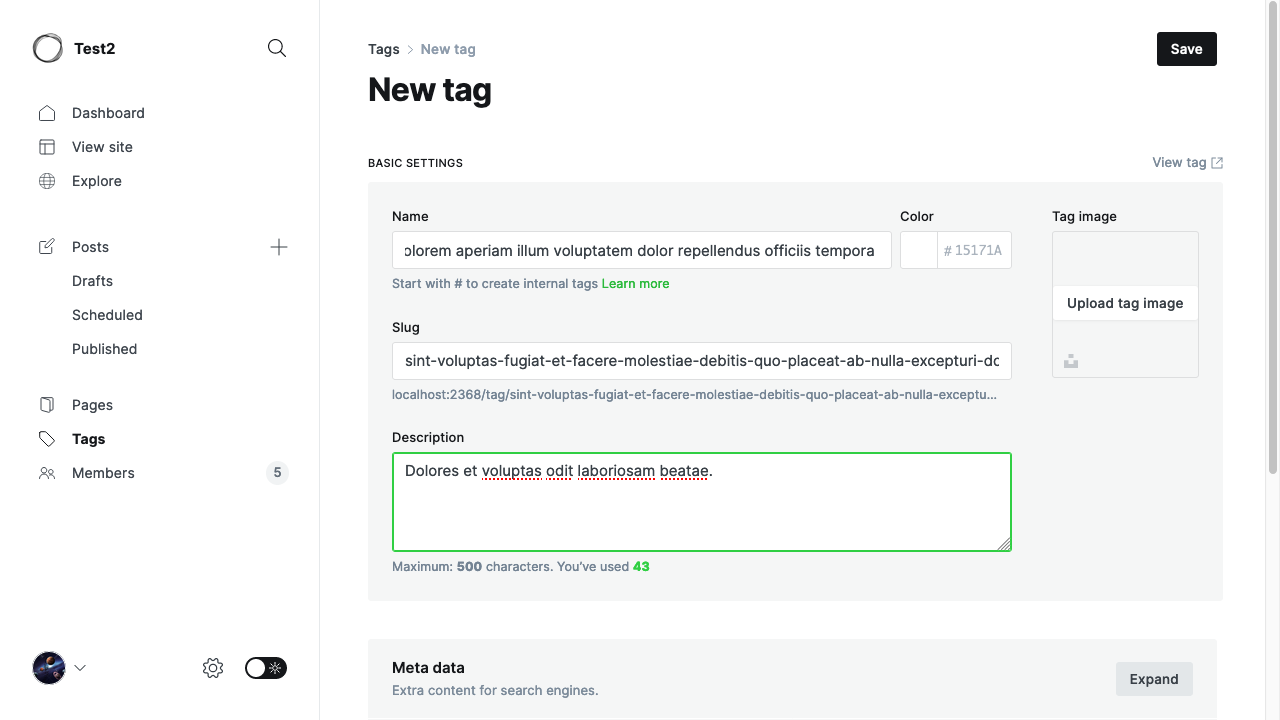 Test2
Dashboard
View site
Explore
Posts
Drafts
Scheduled
Published
Pages
Tags
Members
5
Tags > New tag
Save
New tag
BASIC SETTINGS
View tag
Name
olorem aperiam illum voluptatem dolor repellendus officiis tempora
Start with # to create internal tags Learn more
Color
# 15171A
Slug
sint-voluptas-fugiat-et-facere-molestiae-debitis-quo-placeat-ab-nulla-excepturi-do
localhost:2368/tag/sint-voluptas-fugiat-et-facere-molestiae-debitis-quo-placeat-ab-nulla-exceptu...
Description
Dolores et voluptas odit laboriosam beatae.
Maximum: 500 characters. You've used 43
Tag image
Upload tag image
Meta data
Extra content for search engines.
Expand